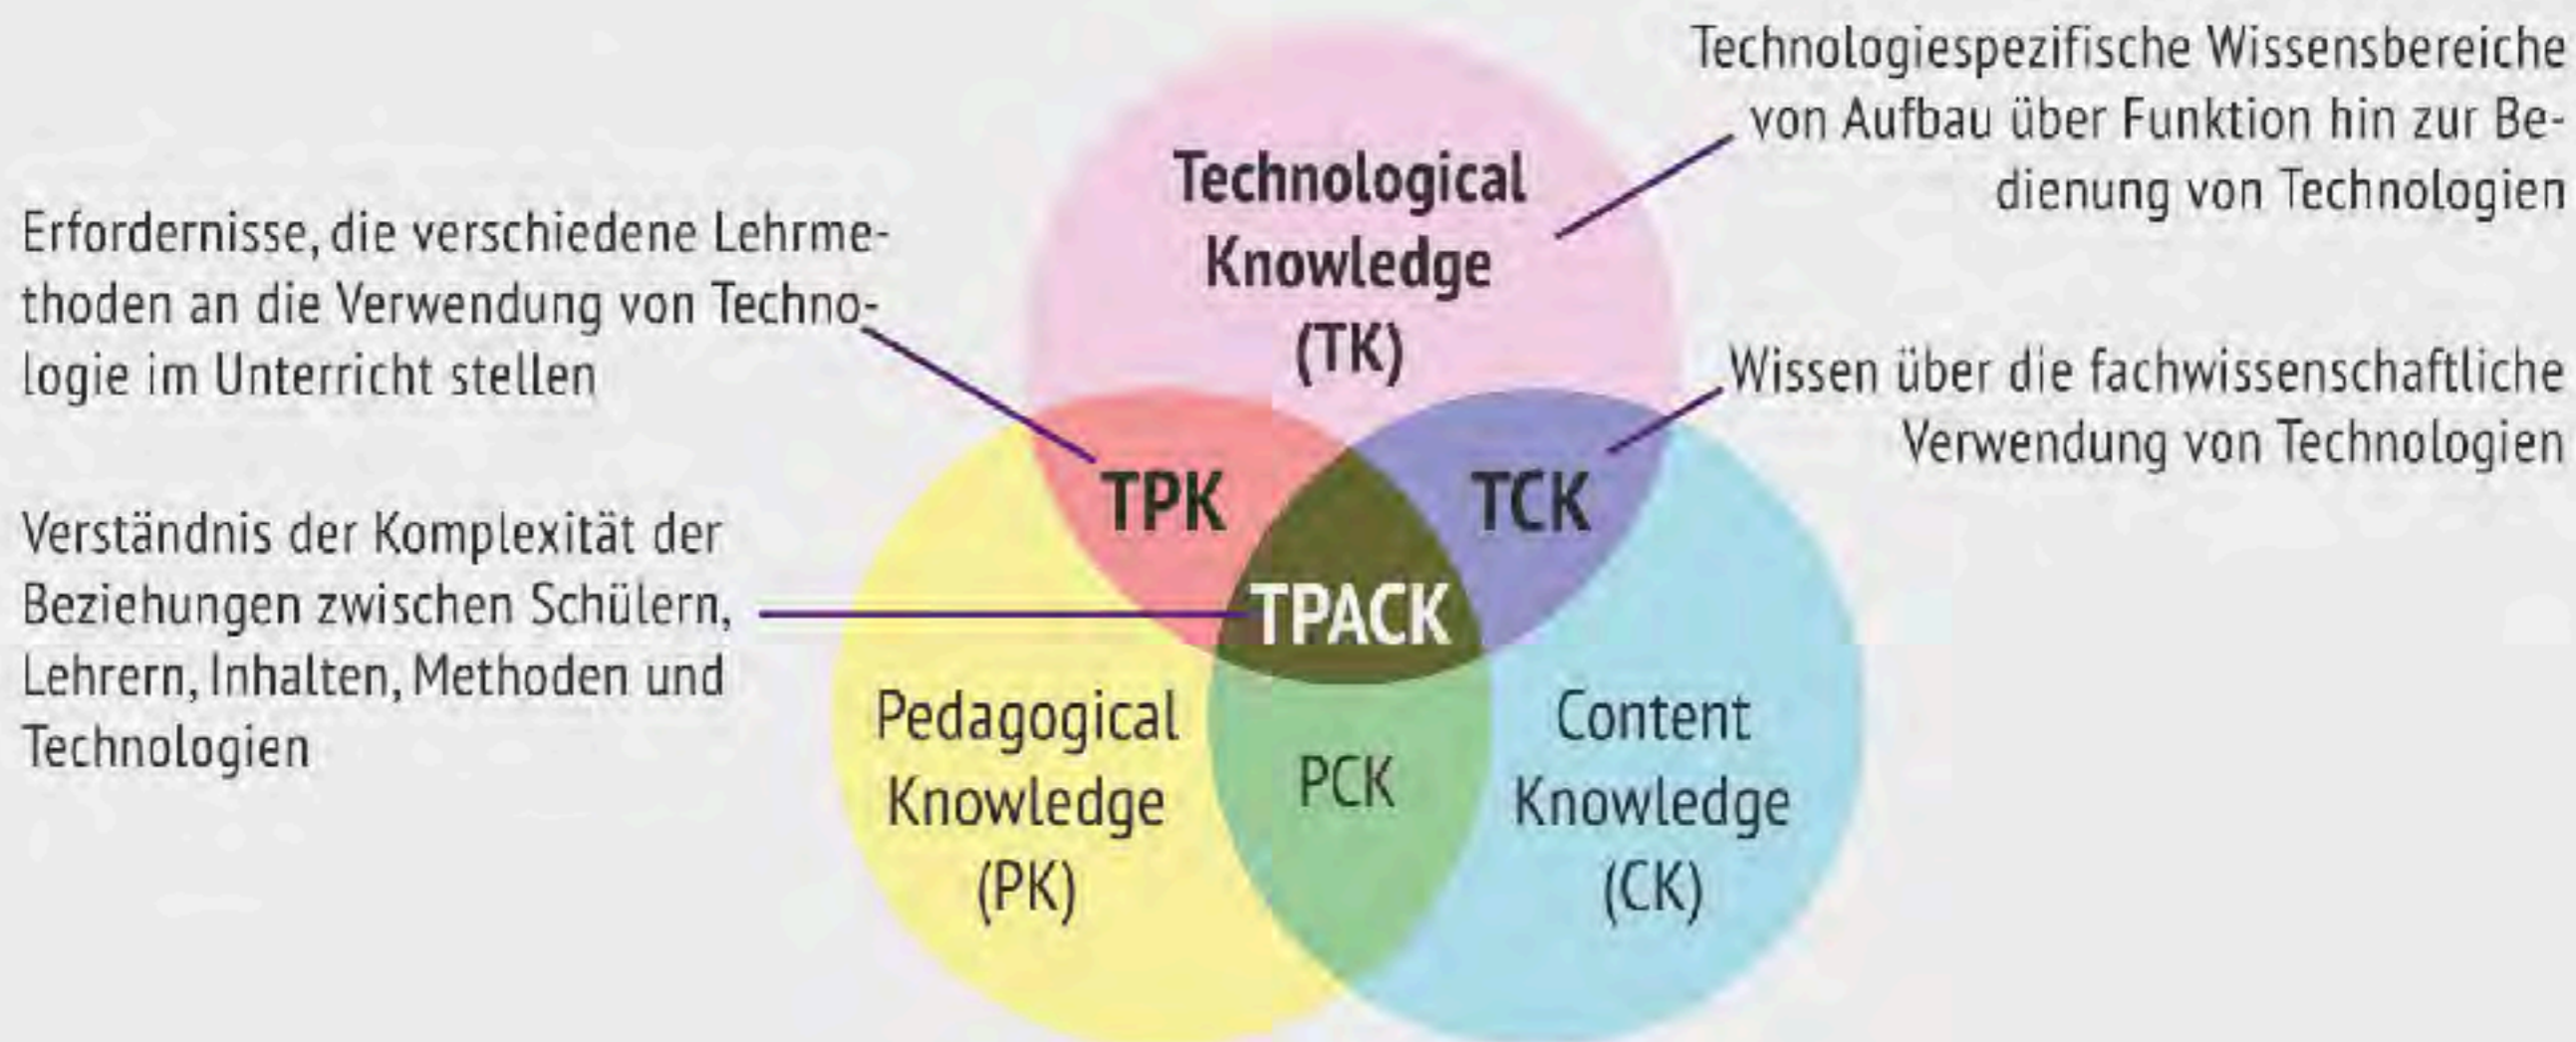 Technologiespezifische Wissensbereiche
von Aufbau über Funktion hin zur Be-
dienung von Technologien
Technological
Knowledge
(TK)
Erfordernisse, die verschiedene Lehrme-
thoden an die Verwendung von Techno-
logie im Unterricht stellen
Wissen über die fachwissenschaftliche
Verwendung von Technologien
TPK
TCK
Verständnis der Komplexität der
Beziehungen zwischen Schülern,
Lehrern, Inhalten, Methoden und
Technologien
TPACK
Pedagogical
Knowledge
(PK)
PCK
Content
Knowledge
(CK)